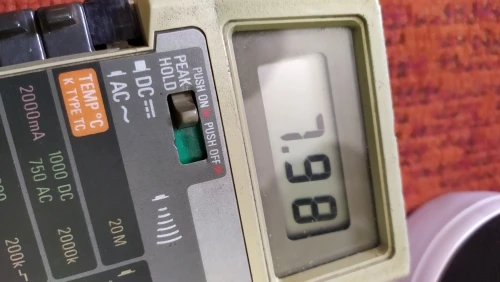 7.98
PUSH ON PUSH OFF
PEAK
HOLD
DC
AC~
TEMP °C
K TYPE TC
20M
1000 DC
750 AC
2000k
2000mA
200k